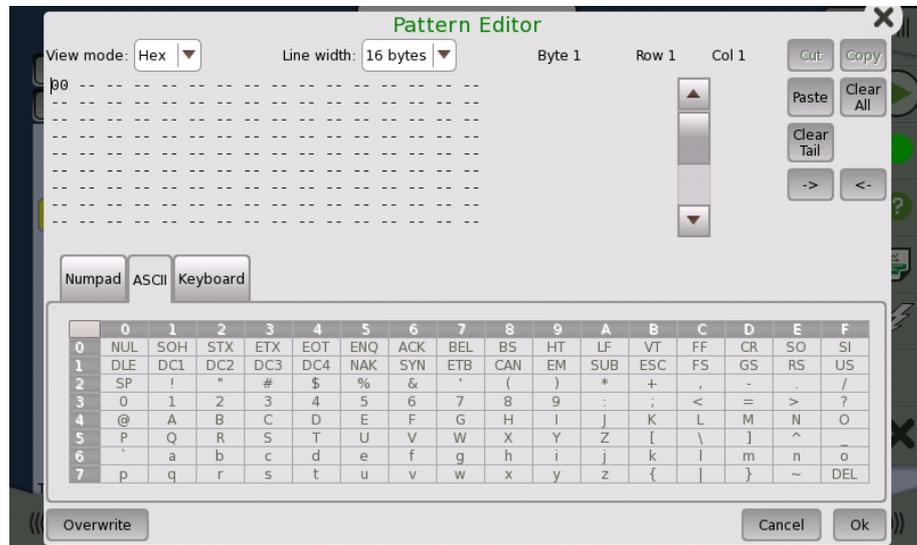 Pattern Editor
View mode: Hex Line width: 16 bytes Byte 1 Row 1 Col 1 Cut Copy
00 -- -- -- -- -- -- -- -- -- -- -- -- -- -- --
-- -- -- -- -- -- -- -- -- -- -- -- -- -- -- --
-- -- -- -- -- -- -- -- -- -- -- -- -- -- -- --
-- -- -- -- -- -- -- -- -- -- -- -- -- -- -- --
-- -- -- -- -- -- -- -- -- -- -- -- -- -- -- --
-- -- -- -- -- -- -- -- -- -- -- -- -- -- -- --
-- -- -- -- -- -- -- -- -- -- -- -- -- -- -- --
-- -- -- -- -- -- -- -- -- -- -- -- -- -- -- --
-- -- -- -- -- -- -- -- -- -- -- -- -- -- -- --
Paste Clear
All
Clear
Tail
-> <-
Numpad ASCII Keyboard
0 1 2 3 4 5 6 7 8 9 A B C D E F
0 NUL SOH STX ETX EOT ENQ ACK BEL BS HT LF VT FF CR SO SI
1 DLE DC1 DC2 DC3 DC4 NAK SYN ETB CAN EM SUB ESC FS GS RS US
2 SP ! " # $ % & ' ( ) * + , - . /
3 0 1 2 3 4 5 6 7 8 9 : ; < = > ?
4 @ A B C D E F G H I J K L M N O
5 P Q R S T U V W X Y Z [ \ ] ^ _
6 ` a b c d e f g h i j k l m n o
7 p q r s t u v w x y z { | } ~ DEL
Overwrite Cancel Ok